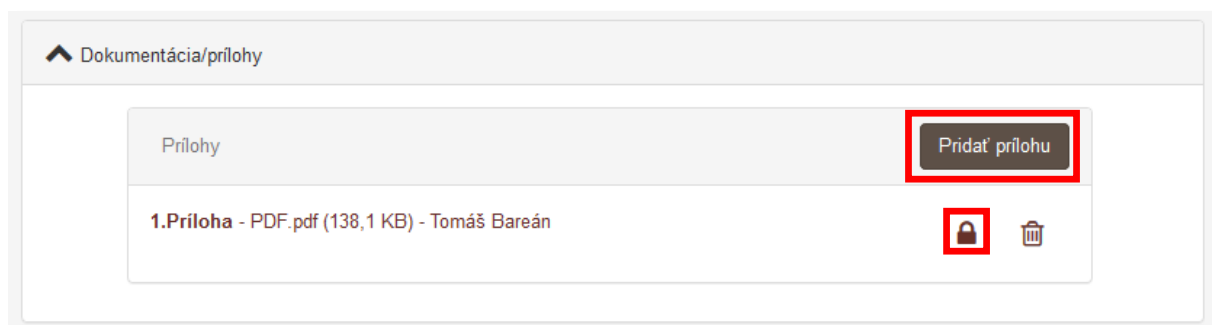 Dokumentácia/prílohy
Prílohy
Pridať prílohu
1.Príloha - PDF.pdf (138,1 KB) - Tomáš Bareán